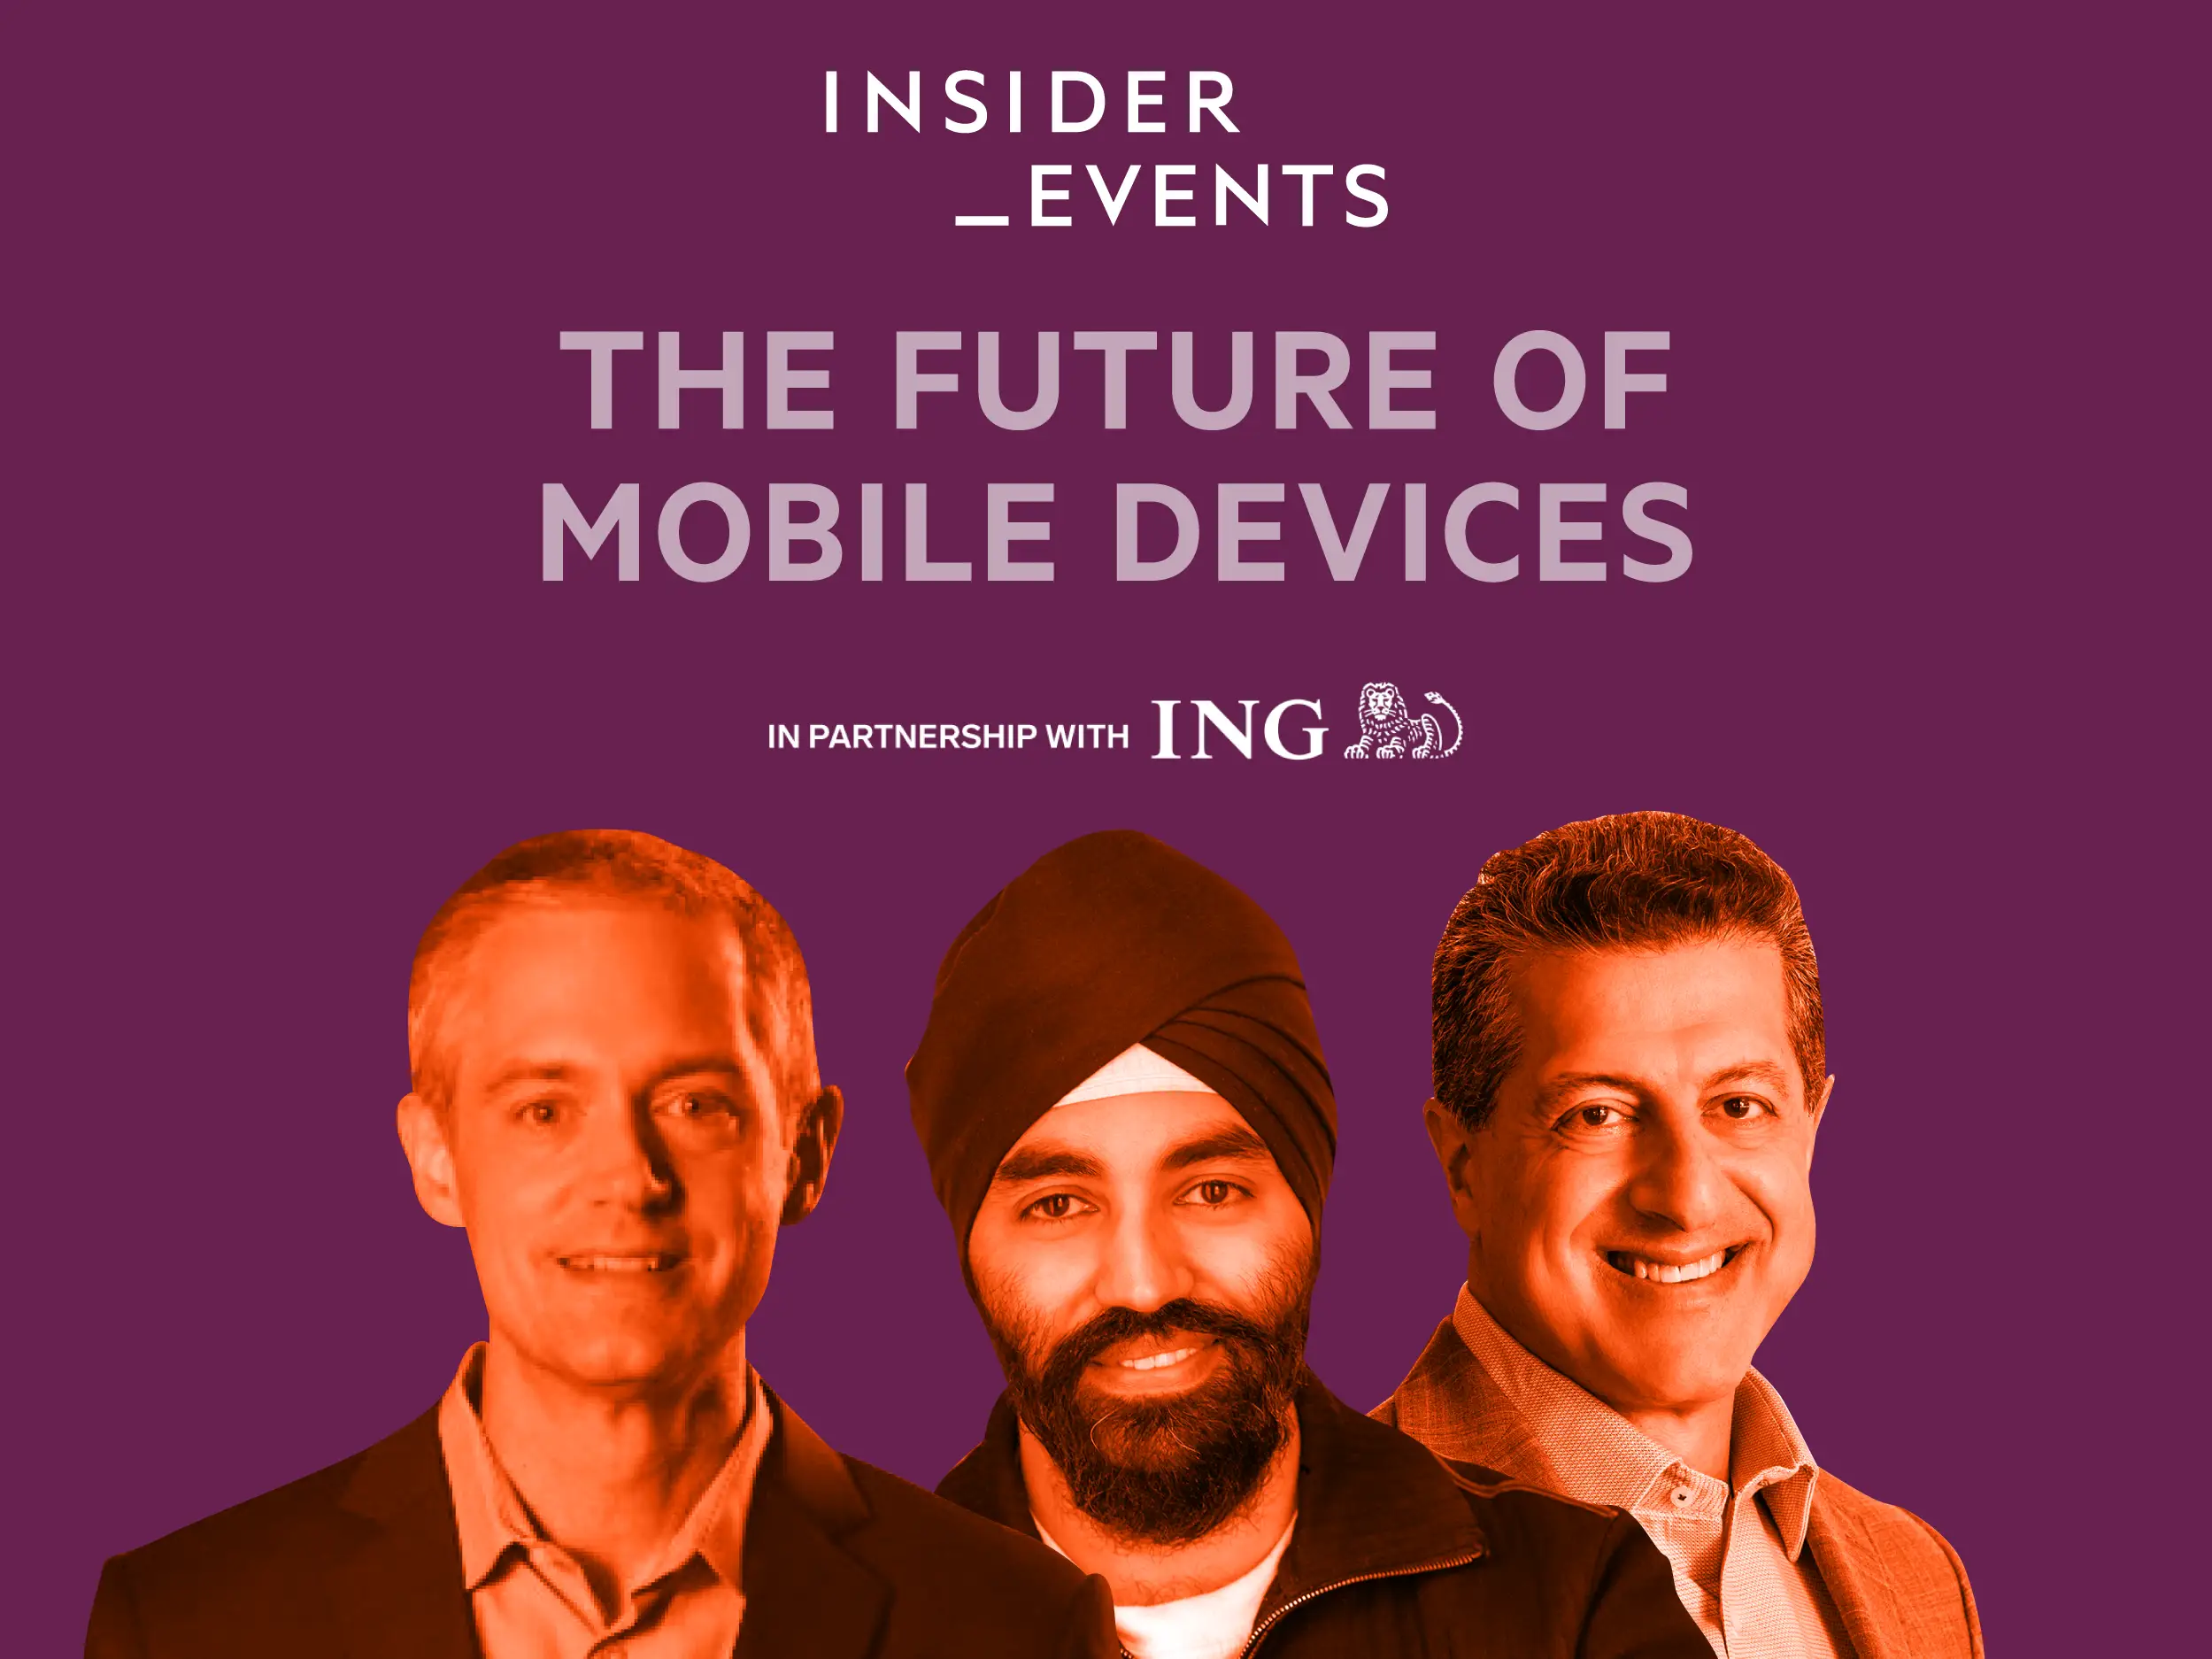 INSIDER
_EVENTS
THE FUTURE OF
MOBILE DEVICES
IN PARTNERSHIP WITH ING